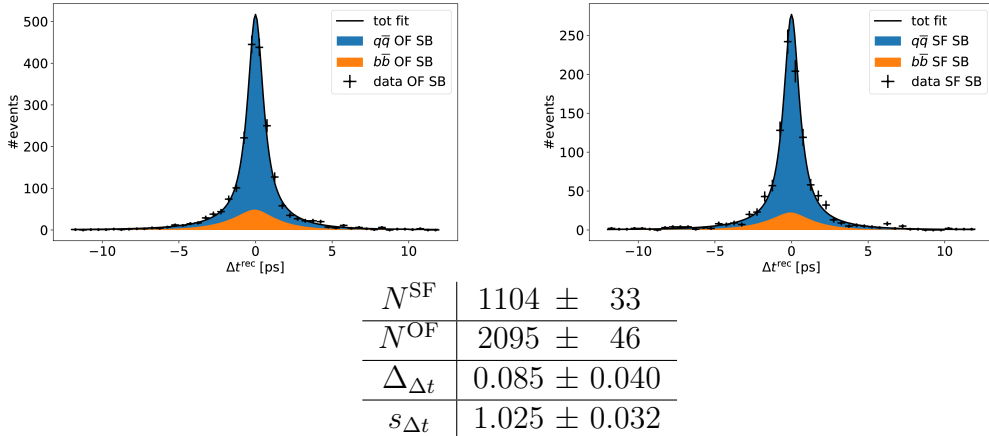 500
400
300
200
100
0
#events
−10
−5
0
5
10
Δt^rec [ps]
tot fit
qq̅ OF SB
bb̅ OF SB
data OF SB
250
200
150
100
50
0
#events
−10
−5
0
5
10
Δt^rec [ps]
tot fit
qq̅ SF SB
bb̅ SF SB
data SF SB
N^SF 1104 ± 33
N^OF 2095 ± 46
Δ_Δt 0.085 ± 0.040
s_Δt 1.025 ± 0.032